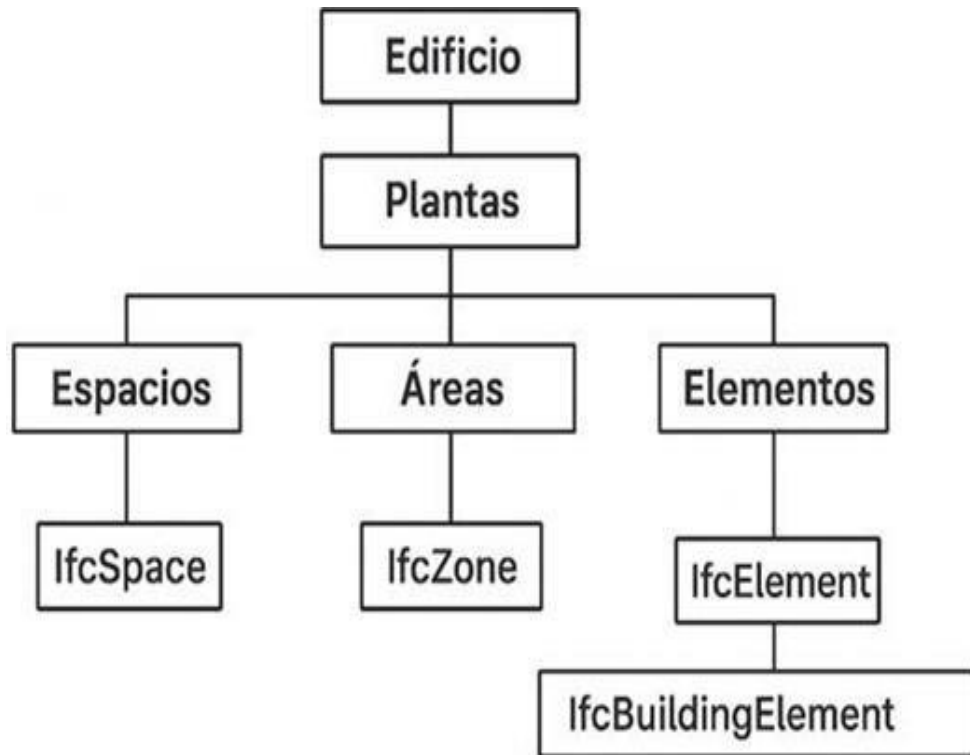 Edificio
Plantas
Espacios
Áreas
Elementos
IfcSpace
IfcZone
IfcElement
IfcBuildingElement